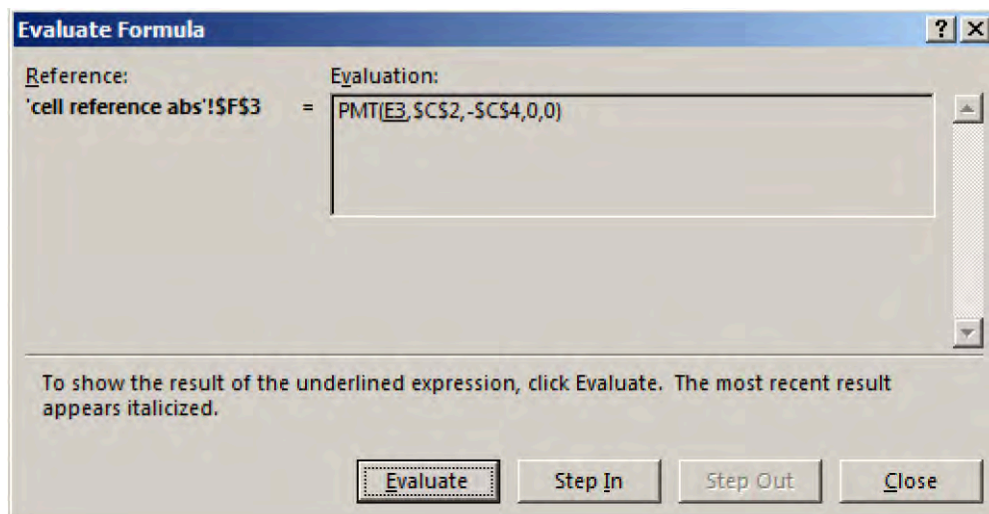 Evaluate Formula
Reference: Evaluation:
'cell reference abs'!$F$3 = PMT(E3,$C$2,-$C$4,0,0)
To show the result of the underlined expression, click Evaluate. The most recent result
appears italicized.
Evaluate Step In Step Out Close